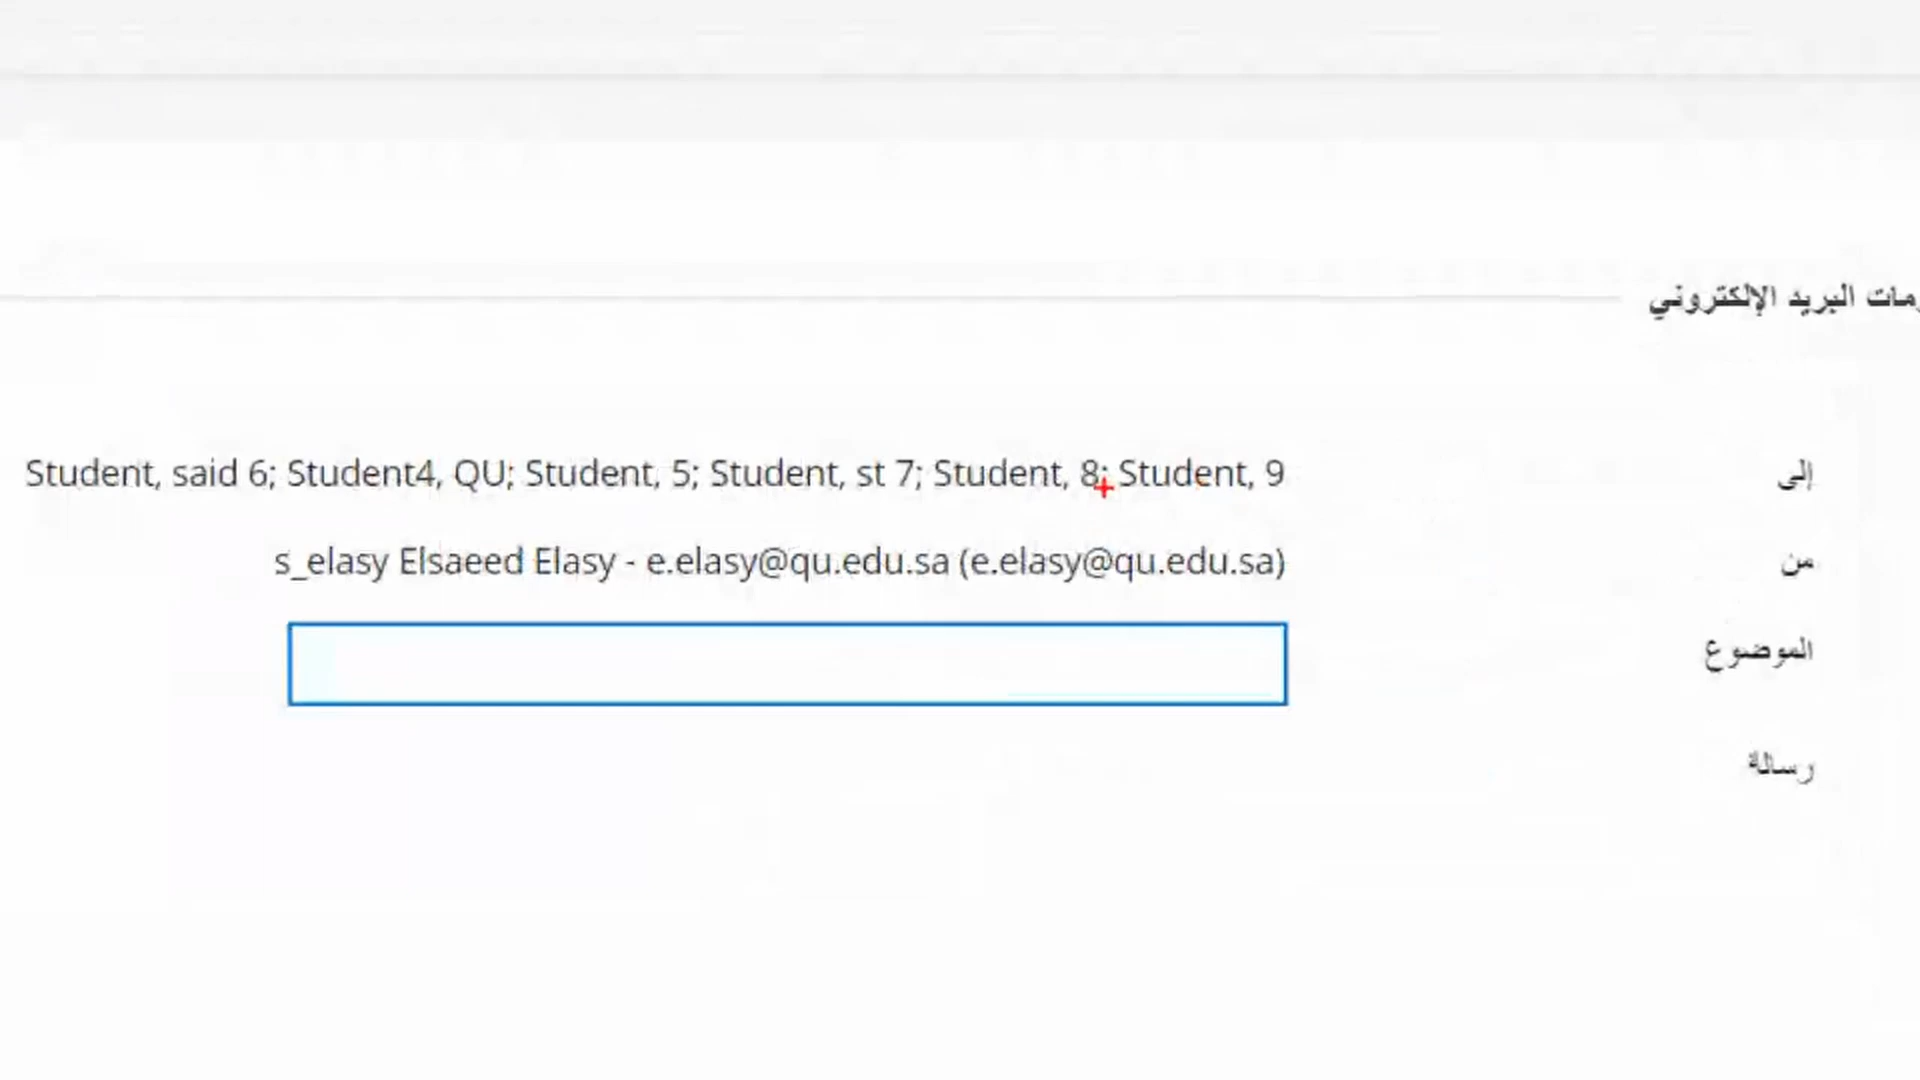 البريد الإلكتروني
إلى
Student, said 6; Student4, QU; Student, 5; Student, st 7; Student, 8; Student, 9
من
s_elasy Elsaeed Elasy - e.elasy@qu.edu.sa (e.elasy@qu.edu.sa)
الموضوع
رسالة